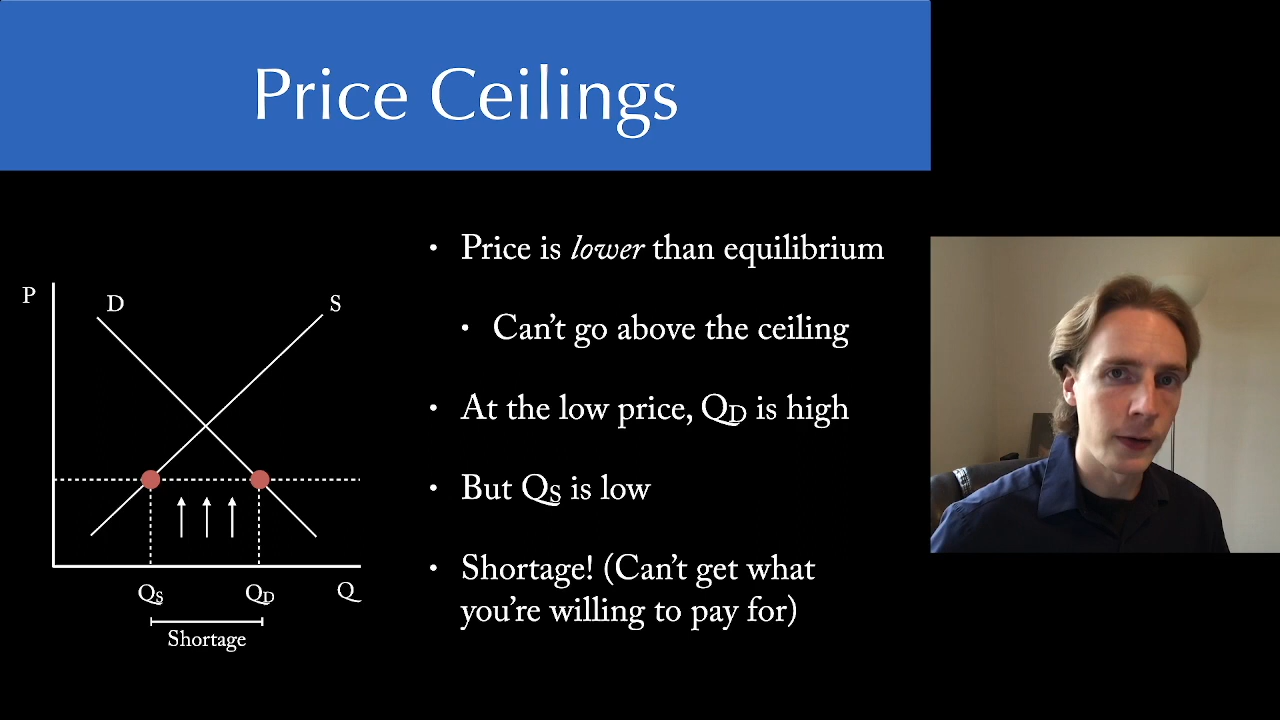 Price Ceilings
• Price is lower than equilibrium
• Can't go above the ceiling
• At the low price, QD is high
• But QS is low
• Shortage! (Can't get what
you're willing to pay for)
P
D
S
QS
QD
Q
Shortage